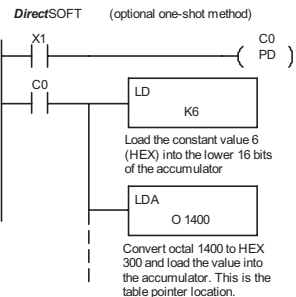 DirectSOFT (optional one-shot method)
X1
C0
PD
C0
LD
K6
Load the constant value 6
(HEX) into the lower 16 bits
of the accumulator
LDA
O 1400
Convert octal 1400 to HEX
300 and load the value into
the accumulator. This is the
table pointer location.